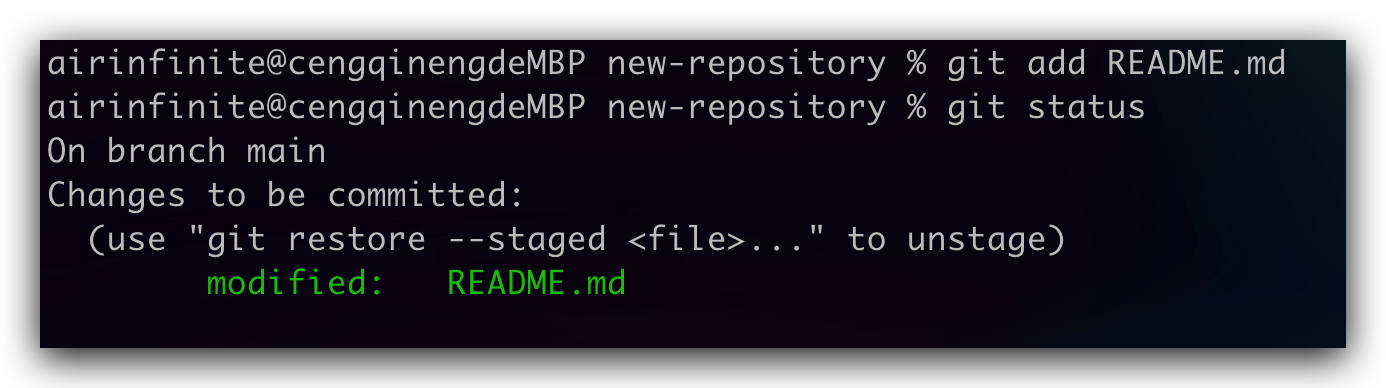 airinfinite@cengqinengdeMBP new-repository % git add README.md
airinfinite@cengqinengdeMBP new-repository % git status
On branch main
Changes to be committed:
  (use "git restore --staged <file>..." to unstage)
        modified:   README.md